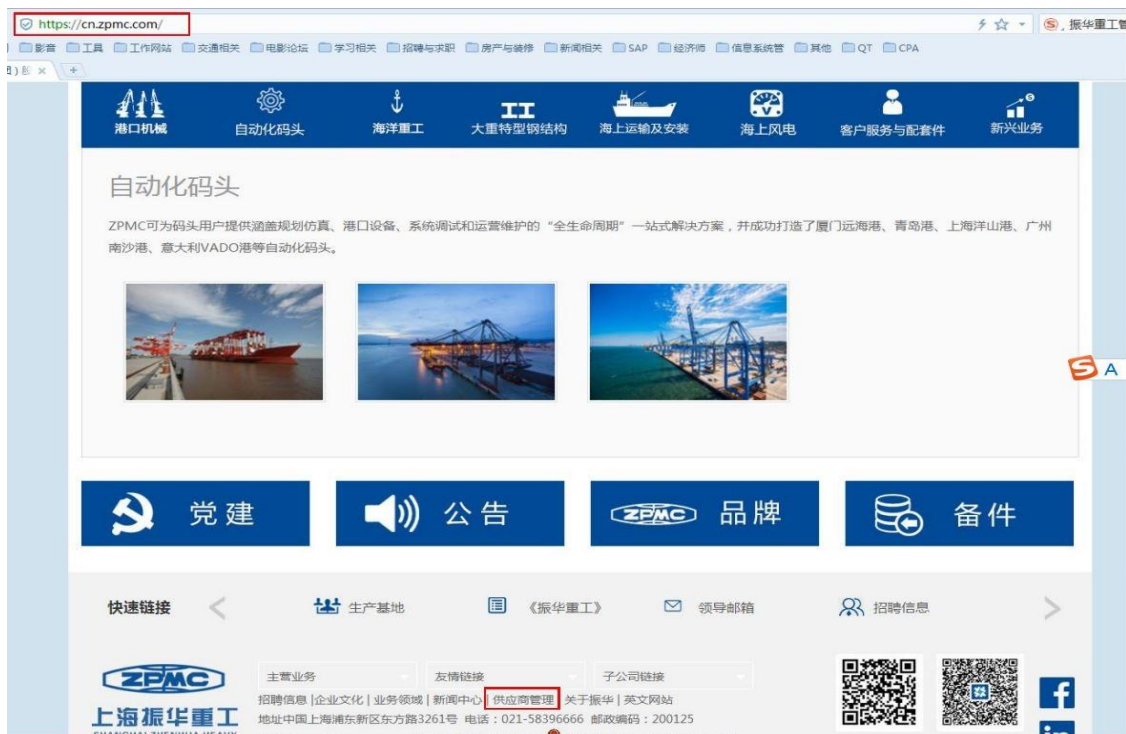 https://cn.zpmc.com/
振华重工管
影音 工具 工作网站 交通相关 电影论坛 学习相关 招聘与求职 房产与装修 新闻相关 SAP 经济师 信息系统管 其他 QT CPA
港口机械 自动化码头 海洋重工 大重特型钢结构 海上运输及安装 海上风电 客户服务与配套件 新兴业务
自动化码头
ZPMC可为码头用户提供涵盖规划仿真、港口设备、系统调试和运营维护的“全生命周期”一站式解决方案，并成功打造了厦门远海港、青岛港、上海洋山港、广州
南沙港、意大利VADO港等自动化码头。
S A
党建 公告 ZPMC 品牌 备件
快速链接 生产基地 《振华重工》 领导邮箱 招聘信息
ZPMC
主营业务 友情链接 子公司链接
招聘信息 |企业文化 | 业务领域 | 新闻中心 | 供应商管理 | 关于振华 | 英文网站
上海振华重工
地址中国上海浦东新区东方路3261号 电话：021-58396666 邮政编码：200125
f
in